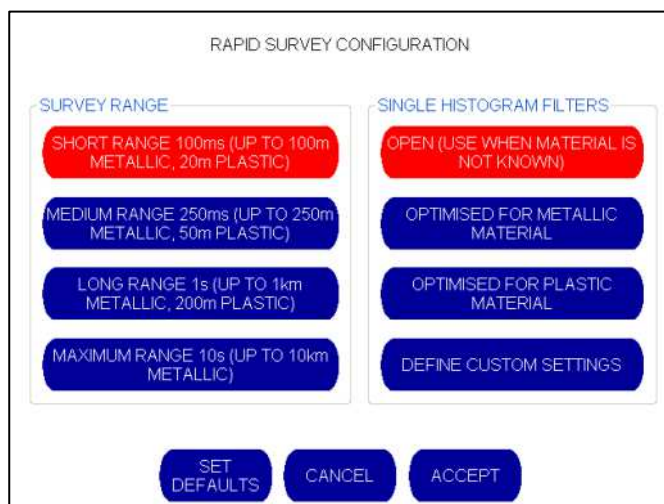 RAPID SURVEY CONFIGURATION
SURVEY RANGE
SHORT RANGE 100ms (UP TO 100m
METALLIC, 20m PLASTIC)
MEDIUM RANGE 250ms (UP TO 250m
METALLIC, 50m PLASTIC)
LONG RANGE 1s (UP TO 1km
METALLIC, 200m PLASTIC)
MAXIMUM RANGE 10s (UP TO 10km
METALLIC)
SINGLE HISTOGRAM FILTERS
OPEN (USE WHEN MATERIAL IS
NOT KNOWN)
OPTIMISED FOR METALLIC
MATERIAL
OPTIMISED FOR PLASTIC
MATERIAL
DEFINE CUSTOM SETTINGS
SET
DEFAULTS
CANCEL
ACCEPT